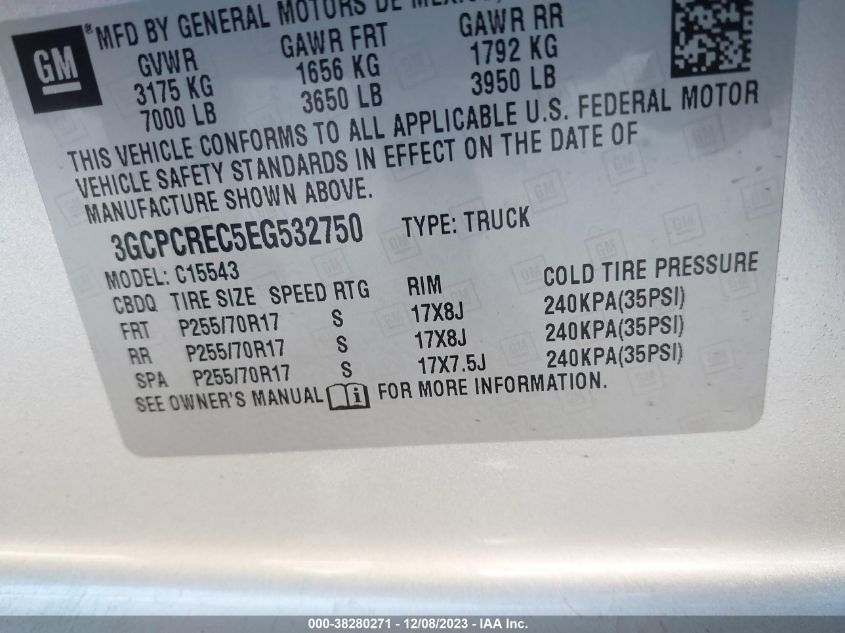 GM
® MFD BY GENERAL MOTORS DE
GVWR GAWR FRT GAWR RR
3175 KG 1656 KG 1792 KG
7000 LB 3650 LB 3950 LB
THIS VEHICLE CONFORMS TO ALL APPLICABLE U.S. FEDERAL MOTOR
VEHICLE SAFETY STANDARDS IN EFFECT ON THE DATE OF
MANUFACTURE SHOWN ABOVE.
3GCPCREC5EG532750 TYPE: TRUCK
MODEL: C15543
CBDQ TIRE SIZE SPEED RTG RIM COLD TIRE PRESSURE
FRT P255/70R17 S 17X8J 240KPA(35PSI)
RR P255/70R17 S 17X8J 240KPA(35PSI)
SPA P255/70R17 S 17X7.5J 240KPA(35PSI)
SEE OWNER'S MANUAL i FOR MORE INFORMATION.
000-38280271 - 12/08/2023 - IAA Inc.